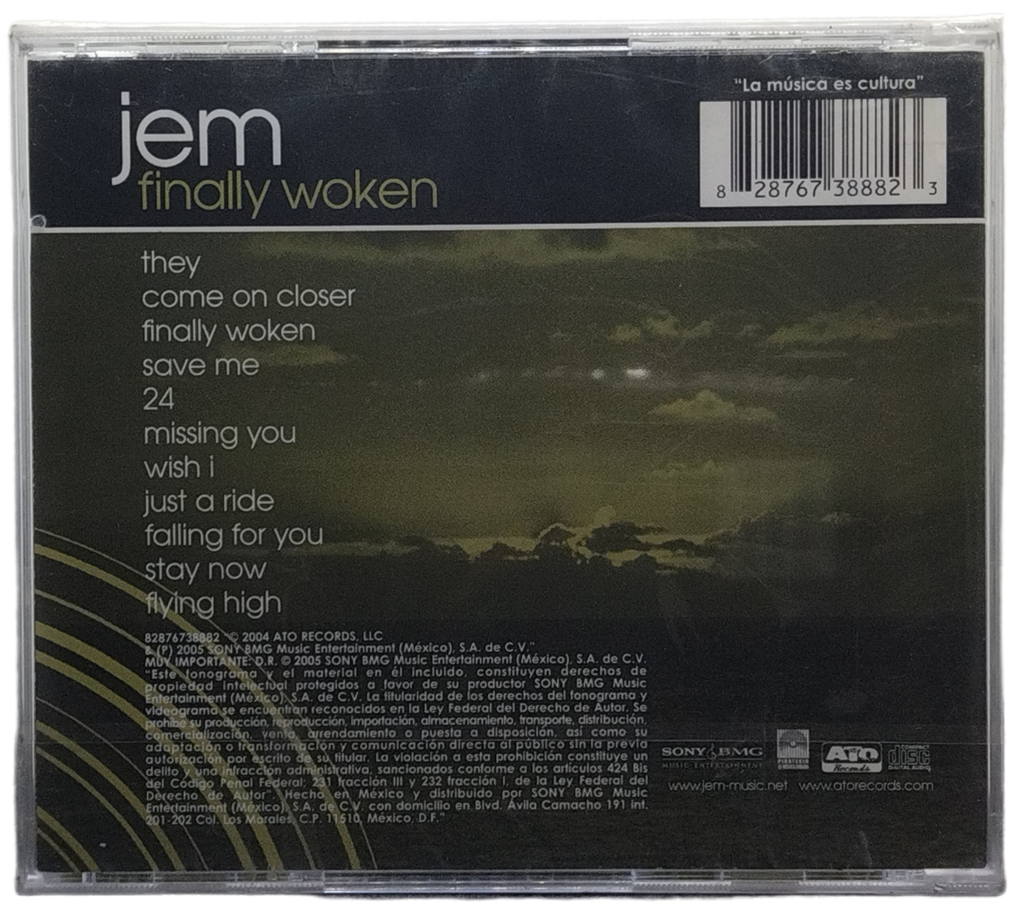 jem
finally woken
"La música es cultura"
8 28767 38882 3
they
come on closer
finally woken
save me
24
missing you
wish i
just a ride
falling for you
stay now
flying high
82876738882 © 2004 ATO RECORDS, LLC
& (P) 2005 SONY BMG Music Entertainment (México), S.A. de C.V."
MUY IMPORTANTE: D.R. © 2005 SONY BMG Music Entertainment (México), S.A. de C.V.
"Este fonograma y el material en él incluido, constituyen derechos de
propiedad intelectual protegidos a favor de su productor SONY BMG Music
Entertainment (México), S.A. de C.V. La titularidad de los derechos del fonograma y
videograma se encuentran reconocidos en la Ley Federal del Derecho de Autor. Se
prohibe su producción, reproducción, importación, almacenamiento, transporte, distribución,
comercialización, venta, arrendamiento o puesta a disposición, así como su
adaptación o transformación y comunicación directa al público sin la previa
autorización por escrito de su titular. La violación a esta prohibición constituye un
delito y una infracción administrativa, sancionados conforme a los artículos 424 Bis
del Código Penal Federal; 231 fracción III y 232 fracción I, de la Ley Federal del
Derecho de Autor". Hecho en México y distribuido por SONY BMG Music
Entertainment (México), S.A. de C.V. con domicilio en Blvd. Avila Camacho 191 int.
201-202 Col. Los Morales, C.P. 11510, México, D.F."
SONY BMG
MUSIC ENTERTAINMENT
ATO
Records
disc
DIGITAL AUDIO
www.jem-music.net www.atorecords.com